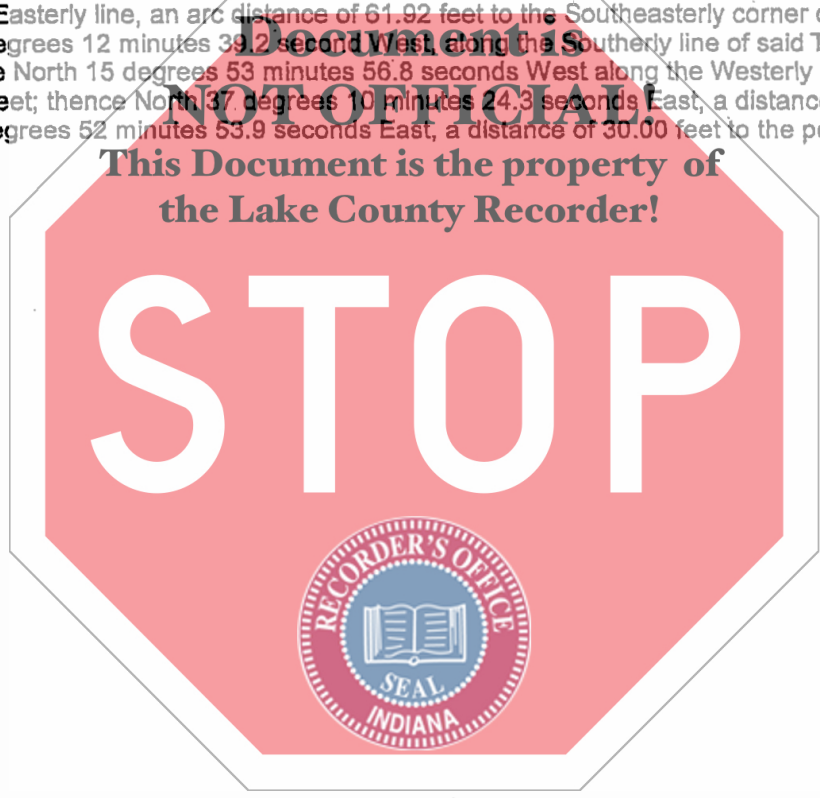 Easterly line, an arc distance of 61.92 feet to the Southeasterly corner
egrees 12 minutes 39.2 second West, along the Southerly line of said
North 15 degrees 53 minutes 56.8 seconds West along the Westerly
eet; thence North 37 degrees 10 minutes 24.3 seconds East, a distanc
egrees 52 minutes 53.9 seconds East, a distance of 30.00 feet to the
Document is
NOT OFFICIAL!
This Document is the property of
the Lake County Recorder!
STOP
RECORDER'S OFFICE
SEAL
INDIANA